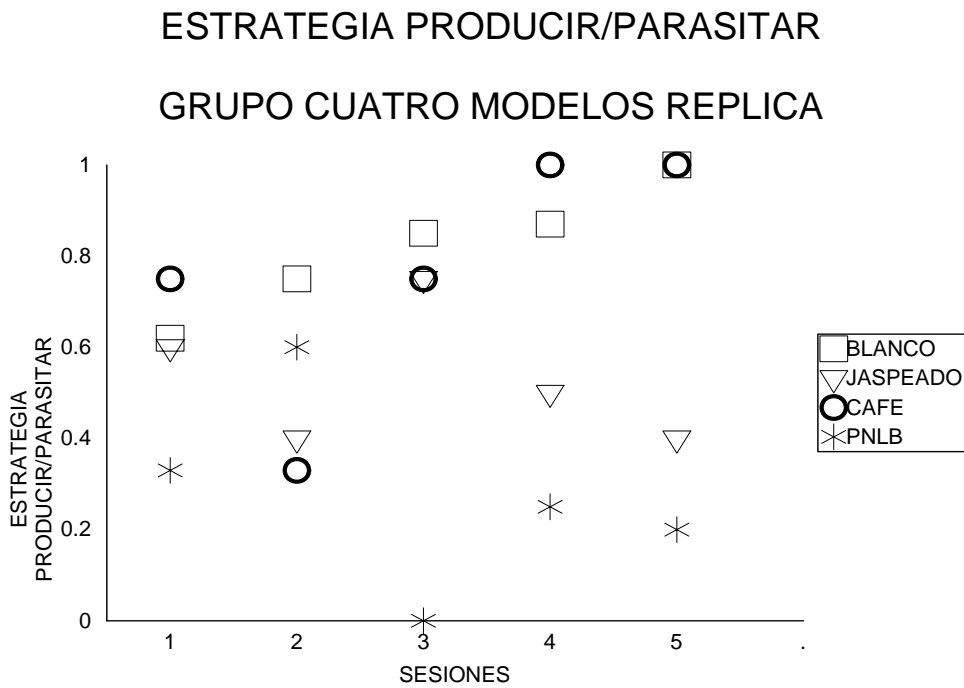 ESTRATEGIA PRODUCIR/PARASITAR
GRUPO CUATRO MODELOS REPLICA
ESTRATEGIA
PRODUCIR/PARASITAR
1
0.8
0.6
0.4
0.2
0
1 2 3 4 5 .
SESIONES
BLANCO
JASPEADO
CAFE
PNLB